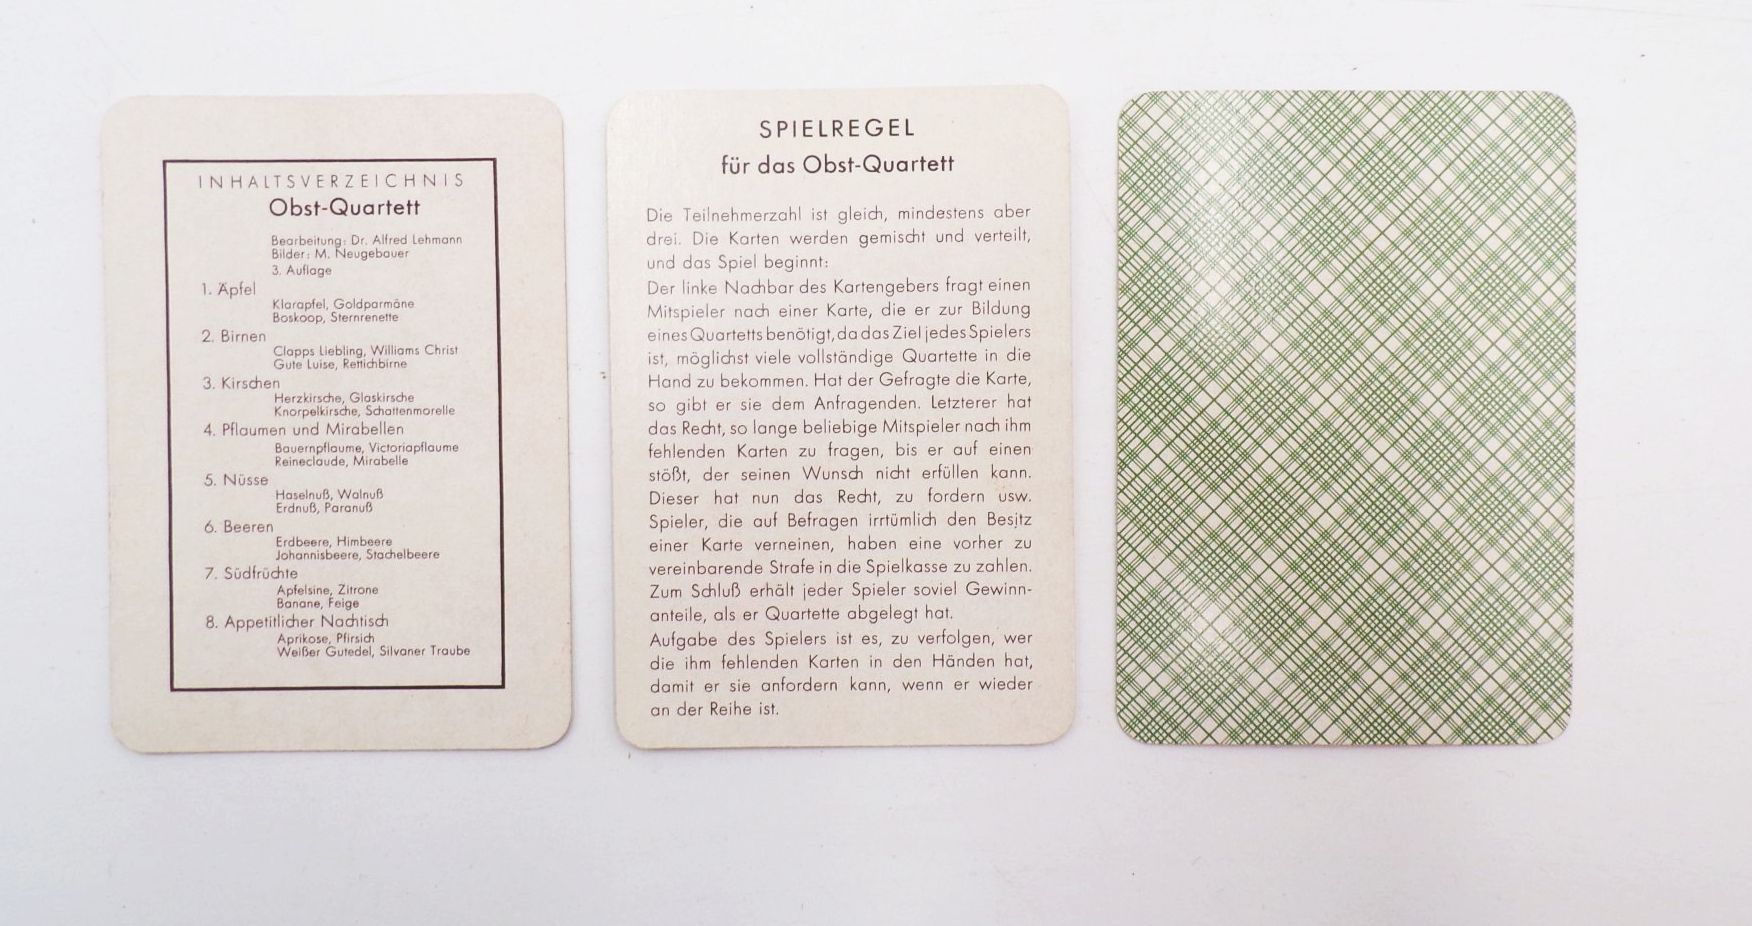 INHALTSVERZEICHNIS
Obst-Quartett
Bearbeitung: Dr. Alfred Lehmann
Bilder: M. Neugebauer
3. Auflage
1. Äpfel
Klarapfel, Goldparmäne
Boskoop, Sternrenette
2. Birnen
Clapps Liebling, Williams Christ
Gute Luise, Rettichbirne
3. Kirschen
Herzkirsche, Glaskirsche
Knorpelkirsche, Schattenmorelle
4. Pflaumen und Mirabellen
Bauernpflaume, Victoriapflaume
Reineclaude, Mirabelle
5. Nüsse
Haselnuß, Walnuß
Erdnuß, Paranuß
6. Beeren
Erdbeere, Himbeere
Johannisbeere, Stachelbeere
7. Südfrüchte
Apfelsine, Zitrone
Banane, Feige
8. Appetitlicher Nachtisch
Aprikose, Pfirsich
Weißer Gutedel, Silvaner Traube
SPIELREGEL
für das Obst-Quartett
Die Teilnehmerzahl ist gleich, mindestens aber
drei. Die Karten werden gemischt und verteilt,
und das Spiel beginnt:
Der linke Nachbar des Kartengebers fragt einen
Mitspieler nach einer Karte, die er zur Bildung
eines Quartetts benötigt, da das Ziel jedes Spielers
ist, möglichst viele vollständige Quartette in die
Hand zu bekommen. Hat der Gefragte die Karte,
so gibt er sie dem Anfragenden. Letzterer hat
das Recht, so lange beliebige Mitspieler nach ihm
fehlenden Karten zu fragen, bis er auf einen
stößt, der seinen Wunsch nicht erfüllen kann.
Dieser hat nun das Recht, zu fordern usw.
Spieler, die auf Befragen irrtümlich den Besitz
einer Karte verneinen, haben eine vorher zu
vereinbarende Strafe in die Spielkasse zu zahlen.
Zum Schluß erhält jeder Spieler soviel Gewinn-
anteile, als er Quartette abgelegt hat.
Aufgabe des Spielers ist es, zu verfolgen, wer
die ihm fehlenden Karten in den Händen hat,
damit er sie anfordern kann, wenn er wieder
an der Reihe ist.